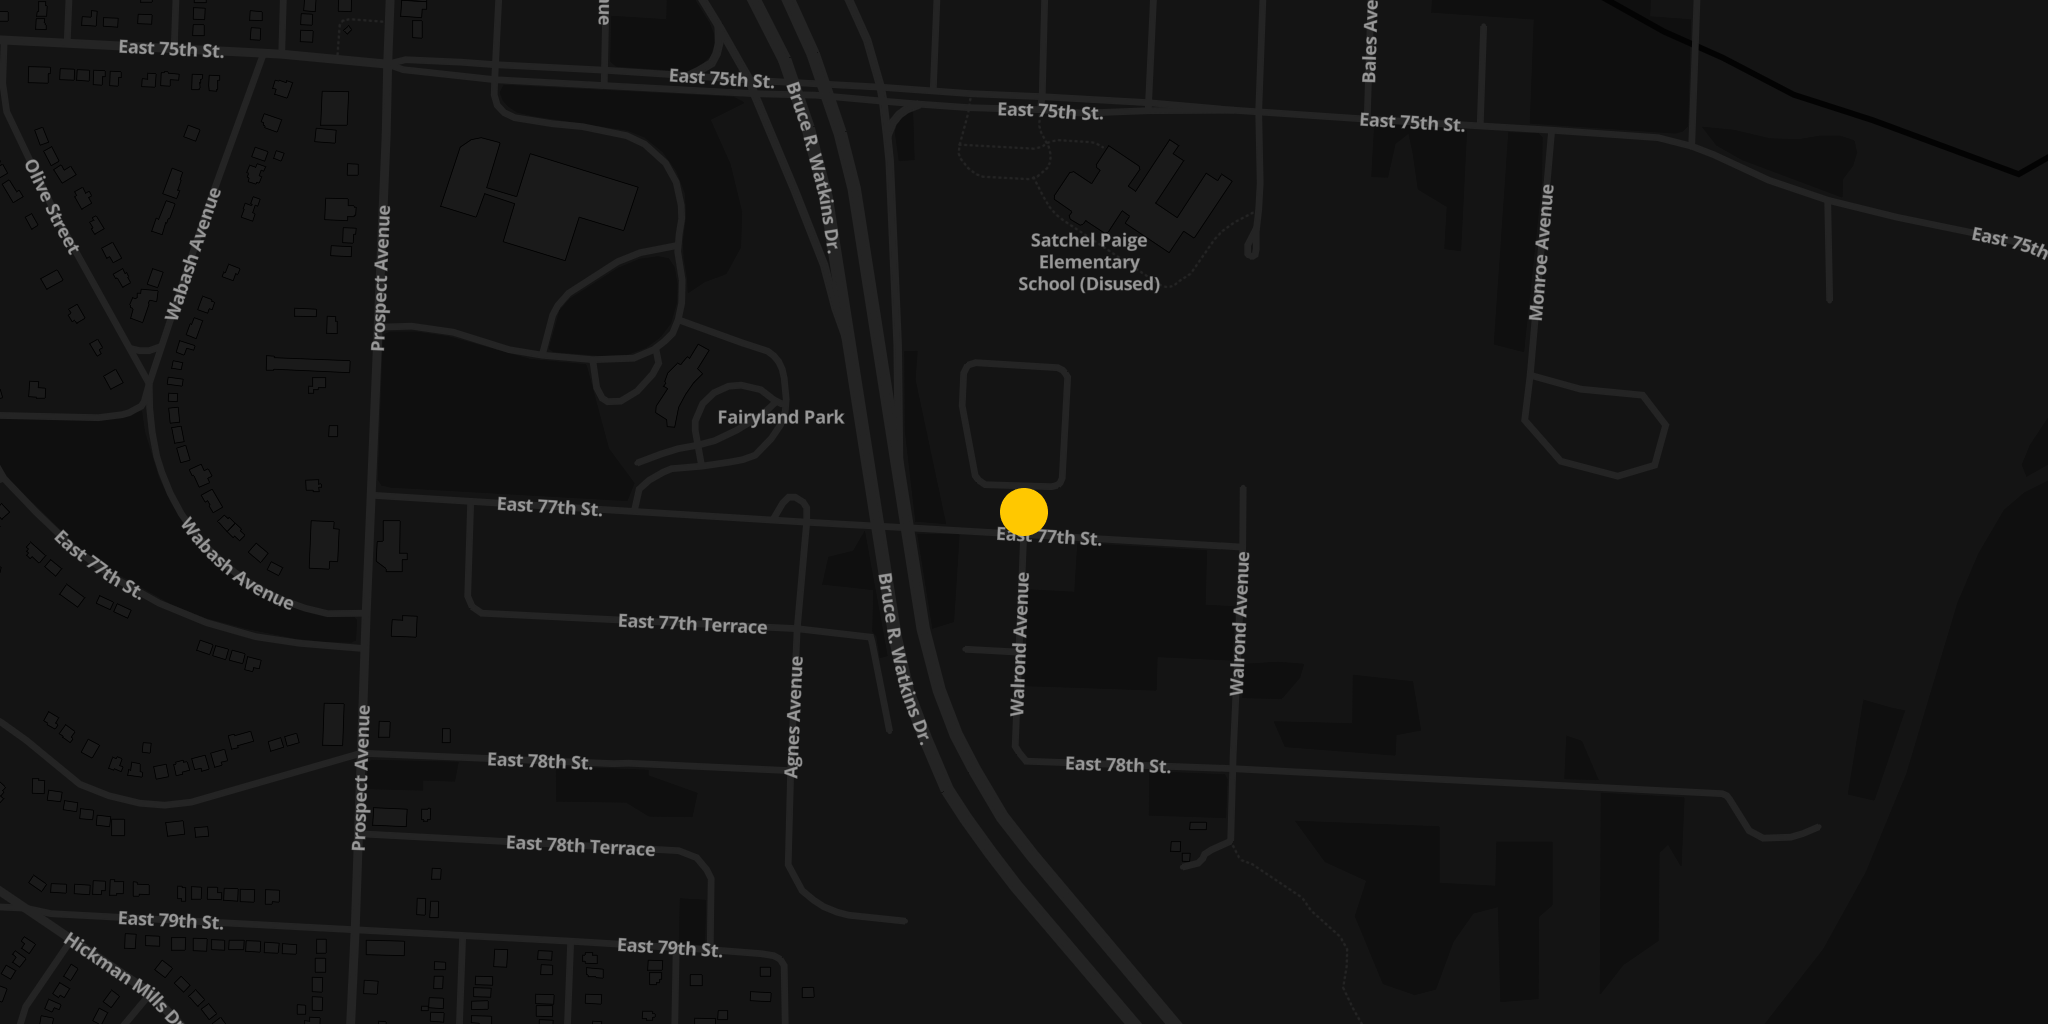 ue
Bales Ave
East 75th St.
East 75th St.
East 75th St.
East 75th St.
East 75th
Olive Street
Wabash Avenue
Prospect Avenue
Bruce R. Watkins Dr.
Monroe Avenue
Satchel Paige
Elementary
School (Disused)
Fairyland Park
East 77th St.
East 77th St.
East 77th St.
Wabash Avenue
East 77th Terrace
Bruce R. Watkins Dr.
Walrond Avenue
Walrond Avenue
Agnes Avenue
Prospect Avenue
East 78th St.
East 78th St.
East 78th Terrace
East 79th St.
East 79th St.
Hickman Mills Dr